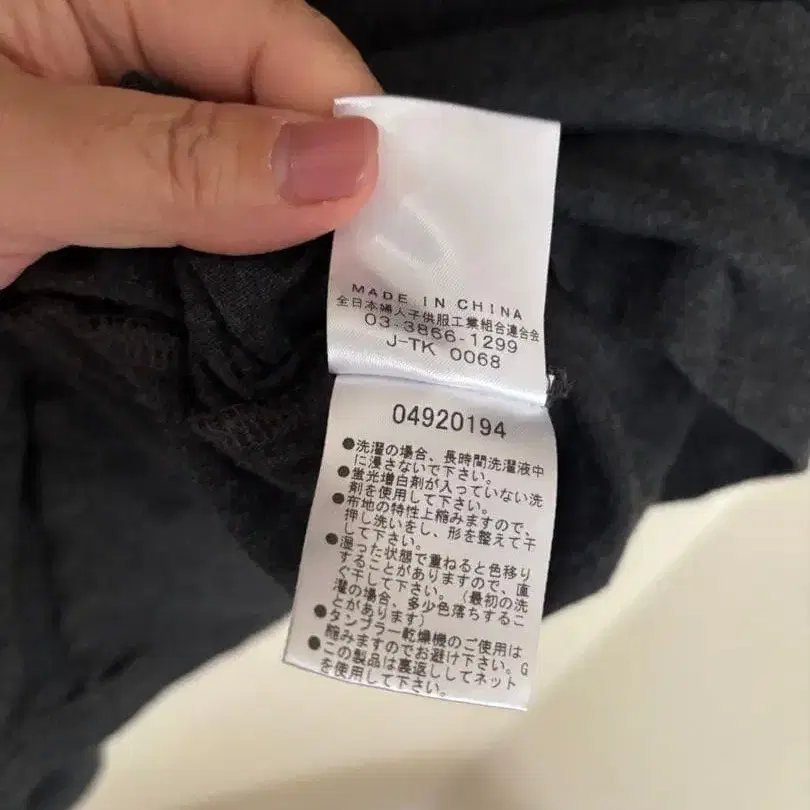 MADE IN CHINA
全日本婦人子供服工業組合連合会
03-3866-1299
J-TK 0068
04920194
●洗濯の場合、長時間洗濯液中
に浸さないで下さい。
●蛍光増白剤が入っていない洗
剤を使用して下さい。
●布地の特性上縮みますので、
押し洗いをし、形を整えて干
して下さい。
●湿った状態で重ねると色移り
することがありますので、直
ぐ干して下さい。（最初の洗
濯の場合、多少色落ちするこ
とがあります）
●タンブラー乾燥機のご使用は
縮みますのでお避け下さい。G
●この製品は裏返ししてネット
を使用して下さい。